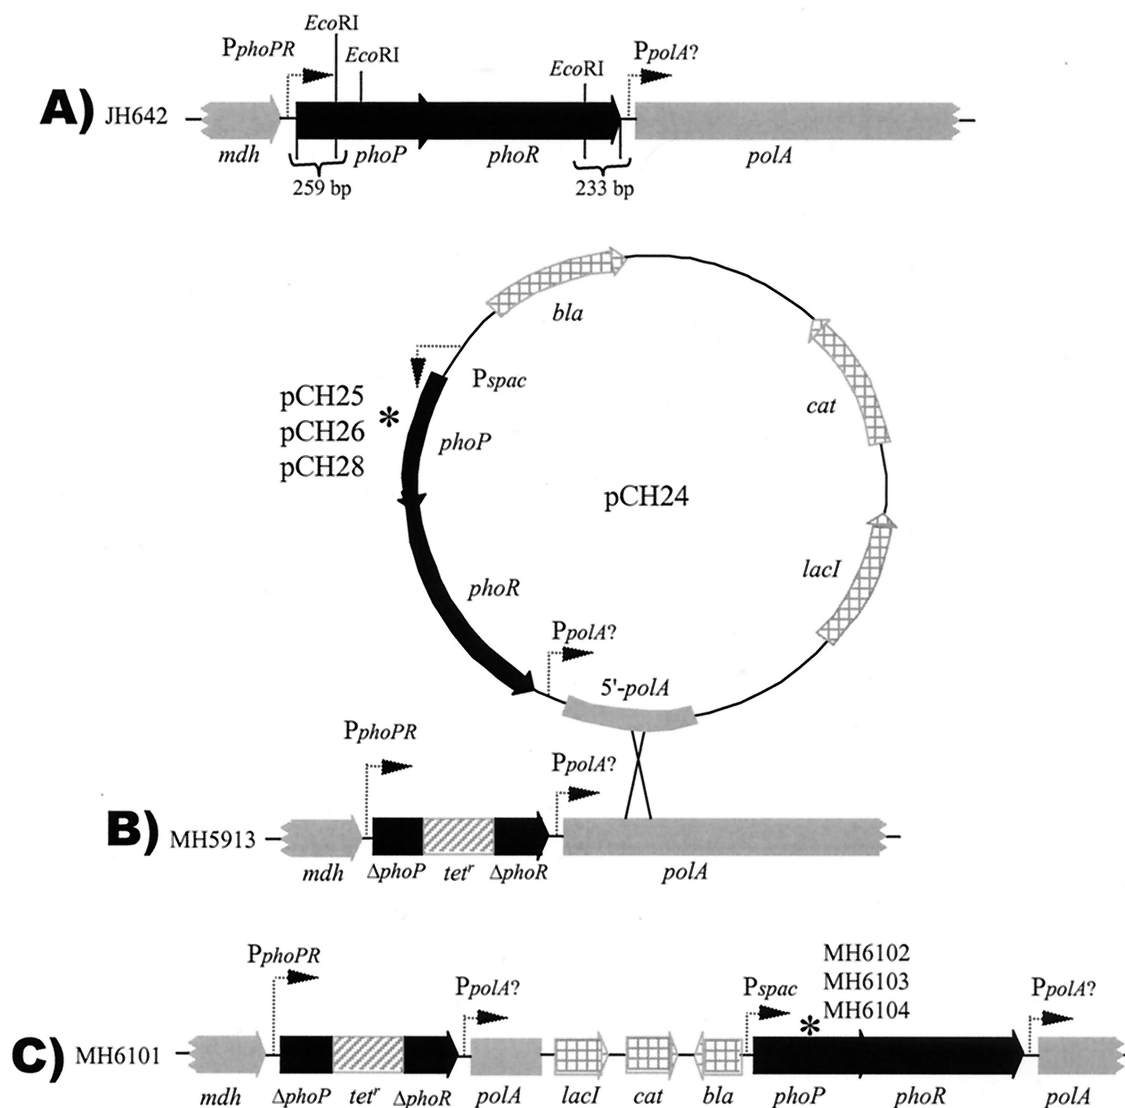 EcoRI
PphoPR
EcoRI
EcoRI
PpolA?
A) JH642
mdh phoP phoR polA
259 bp 233 bp
bla
Pspac
cat
pCH25
pCH26 *
pCH28
phoP
pCH24
lacI
phoR
PpolA?
5'-polA
PphoPR
PpolA?
B) MH5913
mdh ΔphoP tetʳ ΔphoR polA
MH6102
PphoPR
MH6103
PpolA? Pspac PpolA?
MH6104
*
C) MH6101
mdh ΔphoP tetʳ ΔphoR polA lacI cat bla phoP phoR polA